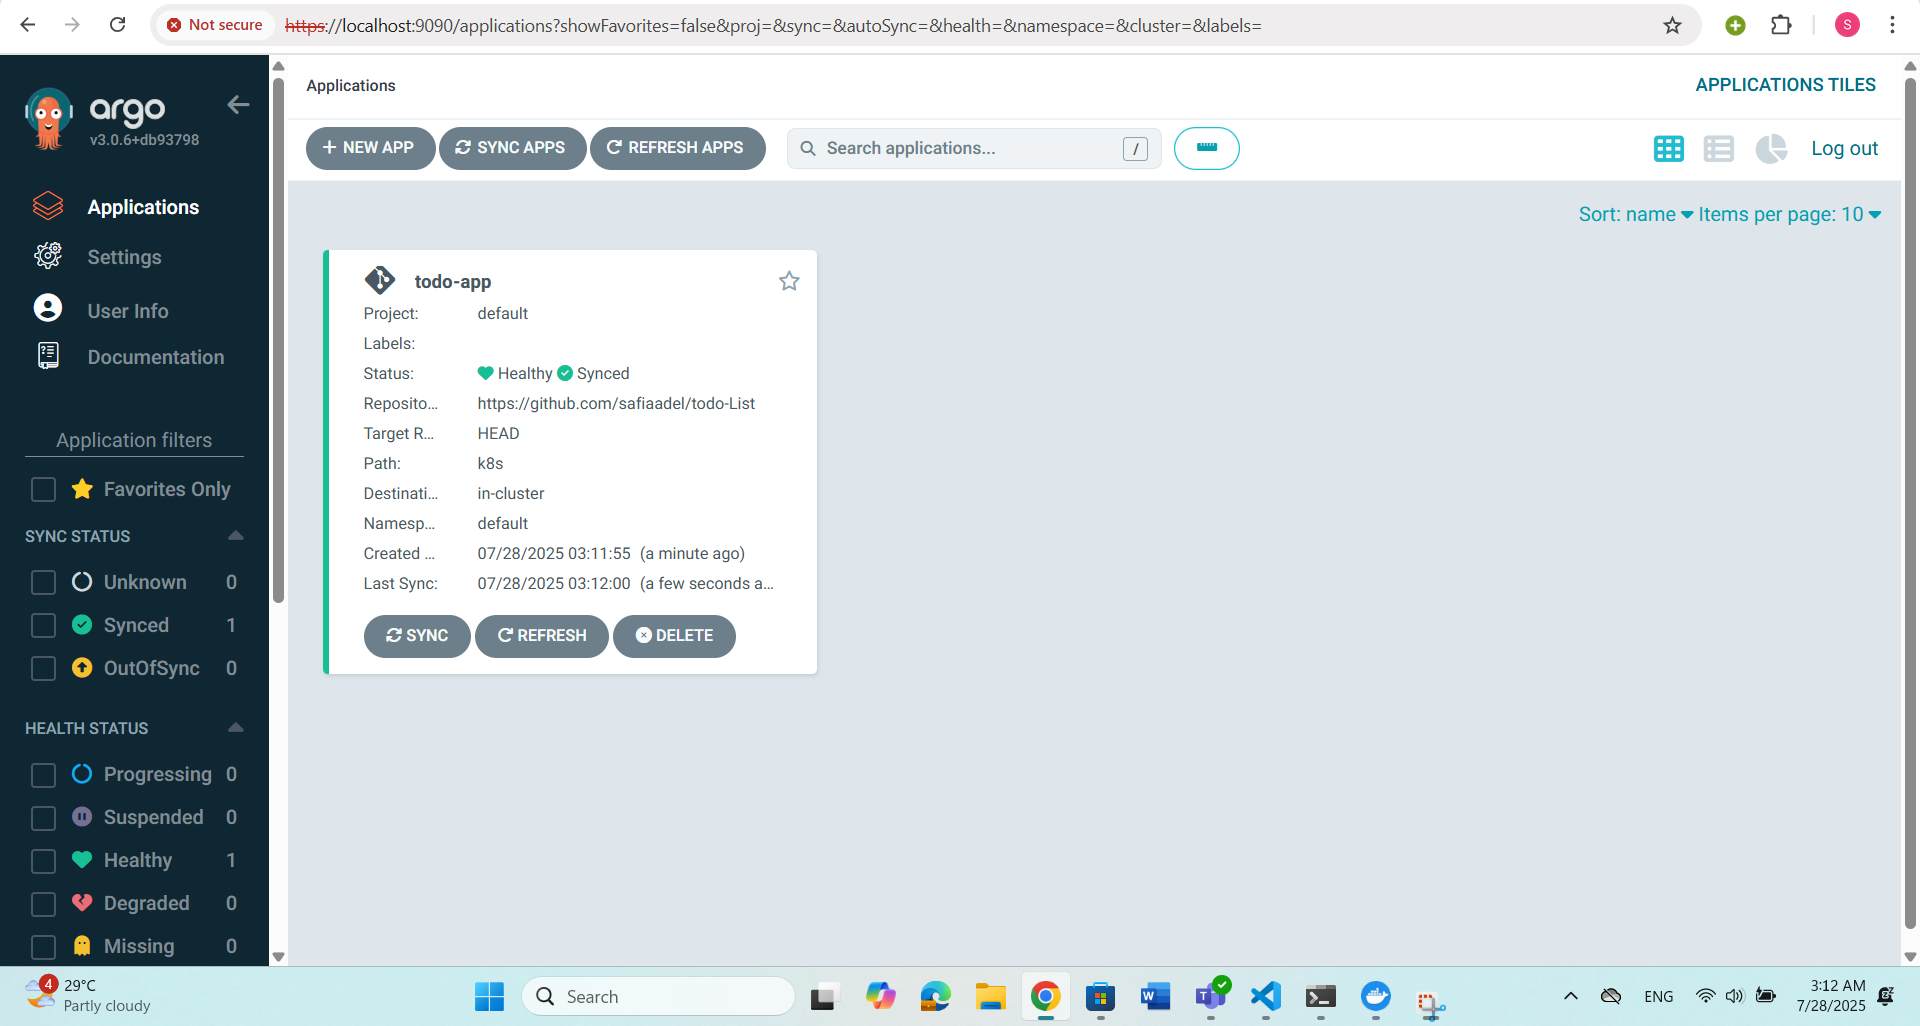 Not secure
https://localhost:9090/applications?showFavorites=false&proj=&sync=&autoSync=&health=&namespace=&cluster=&labels=
S
argo
v3.0.6+db93798
Applications
Settings
User Info
Documentation
Application filters
Favorites Only
SYNC STATUS
Unknown 0
Synced 1
OutOfSync 0
HEALTH STATUS
Progressing 0
Suspended 0
Healthy 1
Degraded 0
Missing 0
Applications
APPLICATIONS TILES
+ NEW APP
SYNC APPS
REFRESH APPS
Search applications... /
Log out
Sort: name Items per page: 10
todo-app
Project: default
Labels:
Status: Healthy Synced
Reposito... https://github.com/safiaadel/todo-List
Target R... HEAD
Path: k8s
Destinati... in-cluster
Namesp... default
Created ... 07/28/2025 03:11:55 (a minute ago)
Last Sync: 07/28/2025 03:12:00 (a few seconds a...
SYNC
REFRESH
DELETE
4
29°C
Partly cloudy
Search
ENG
3:12 AM
7/28/2025